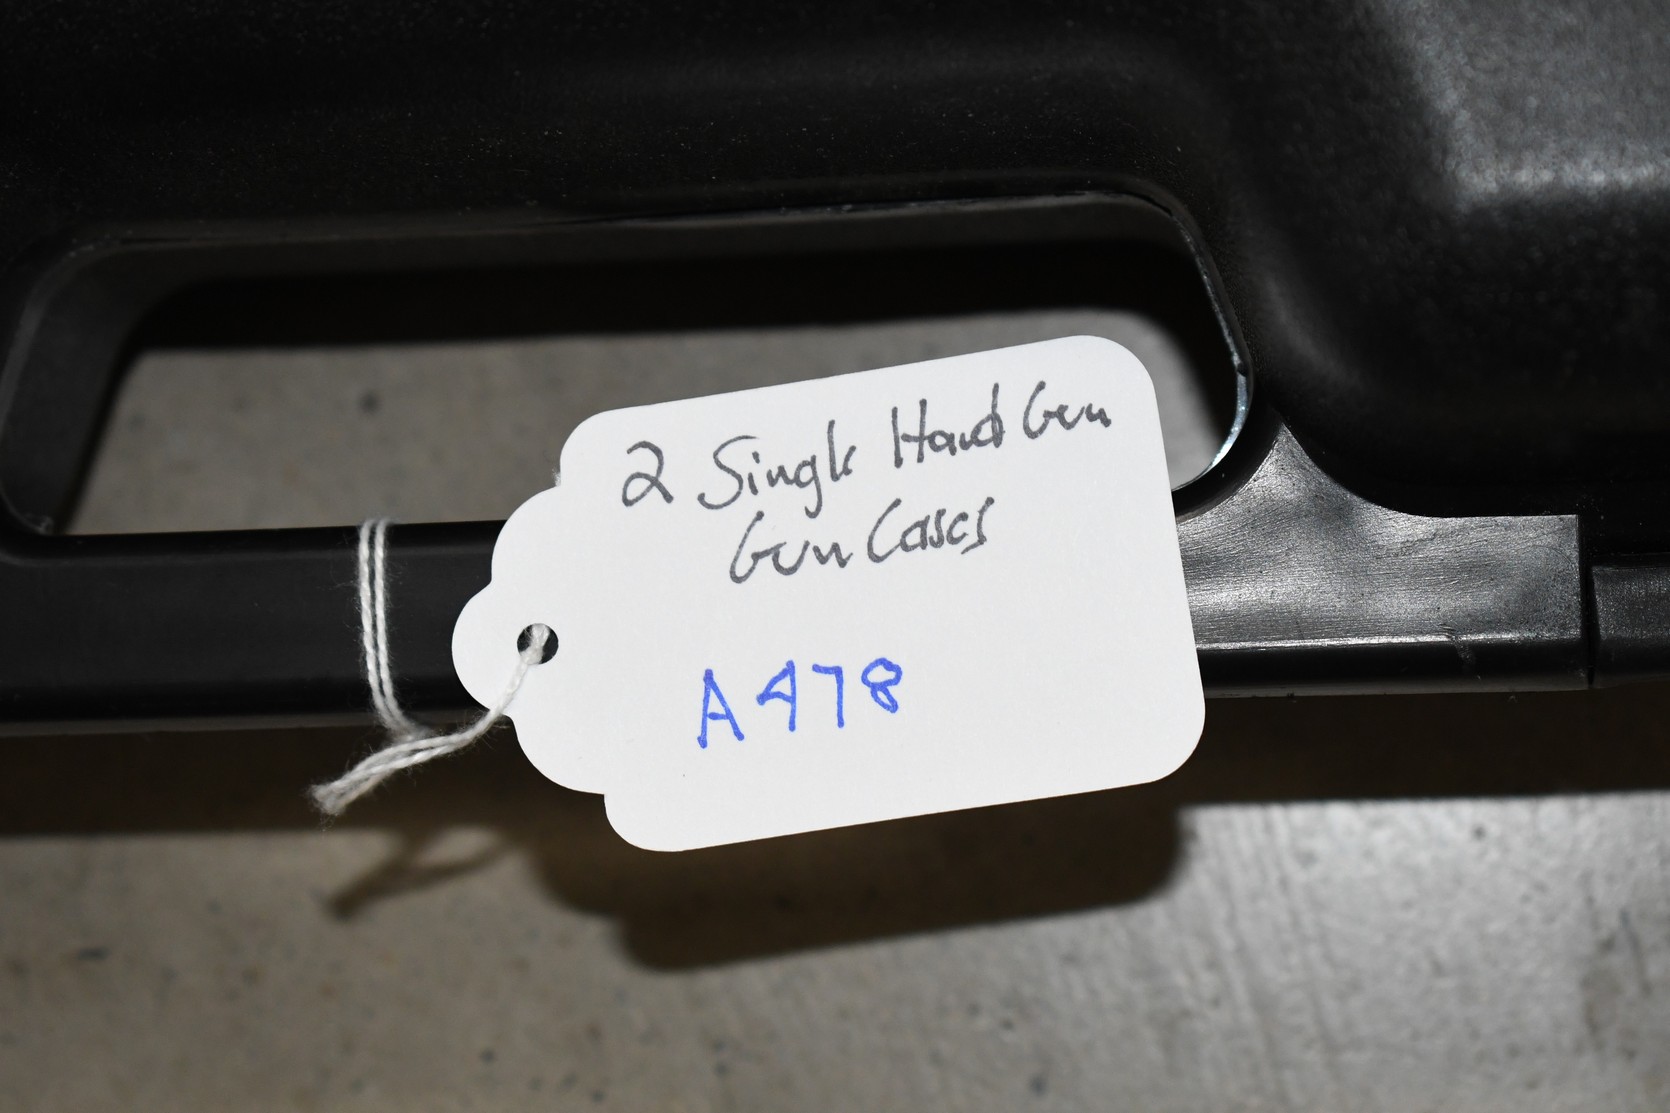 2 Single Hand Gun
Gun Cases
A478